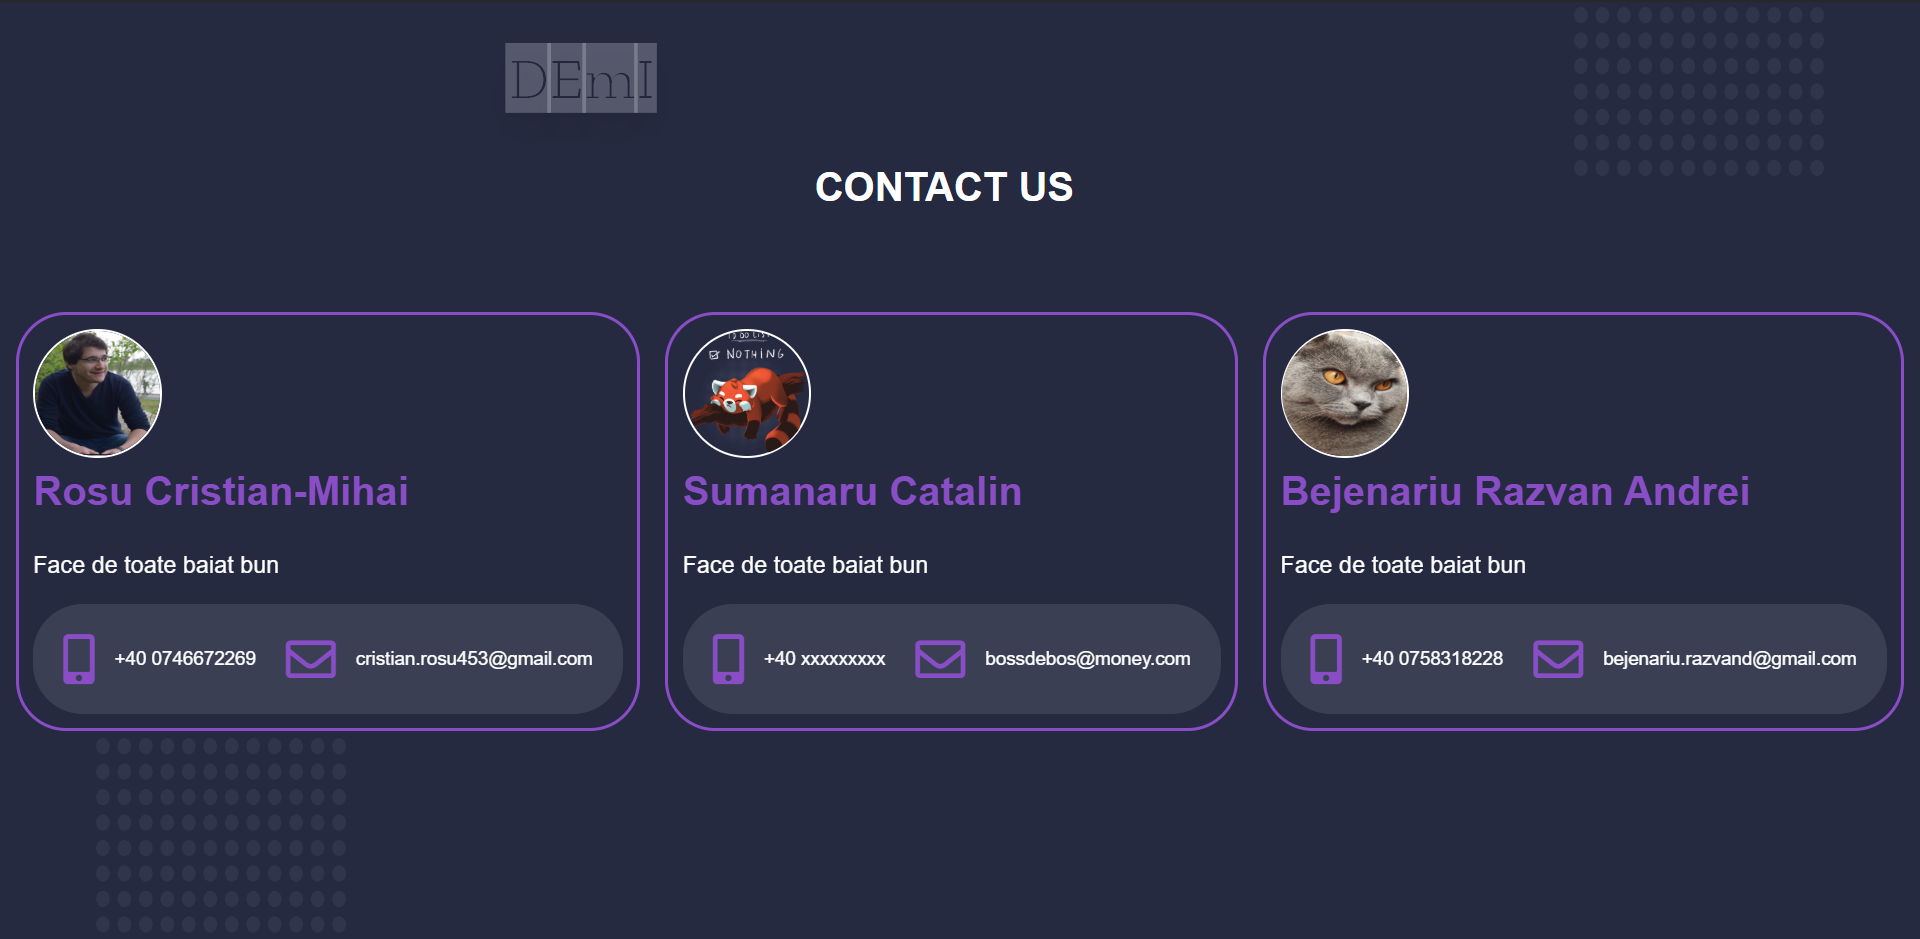 DEmI
CONTACT US
TO DO LIST
NOTHING
Rosu Cristian-Mihai
Face de toate baiat bun
+40 0746672269 cristian.rosu453@gmail.com
Sumanaru Catalin
Face de toate baiat bun
+40 xxxxxxxxx bossdebos@money.com
Bejenariu Razvan Andrei
Face de toate baiat bun
+40 0758318228 bejenariu.razvand@gmail.com